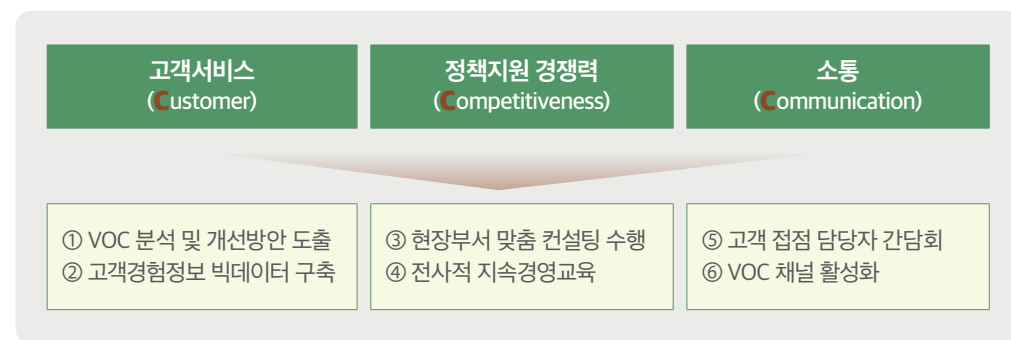 고객서비스
(Customer)
정책지원 경쟁력
(Competitiveness)
소통
(Communication)
① VOC 분석 및 개선방안 도출
② 고객경험정보 빅데이터 구축
③ 현장부서 맞춤 컨설팅 수행
④ 전사적 지속경영교육
⑤ 고객 접점 담당자 간담회
⑥ VOC 채널 활성화